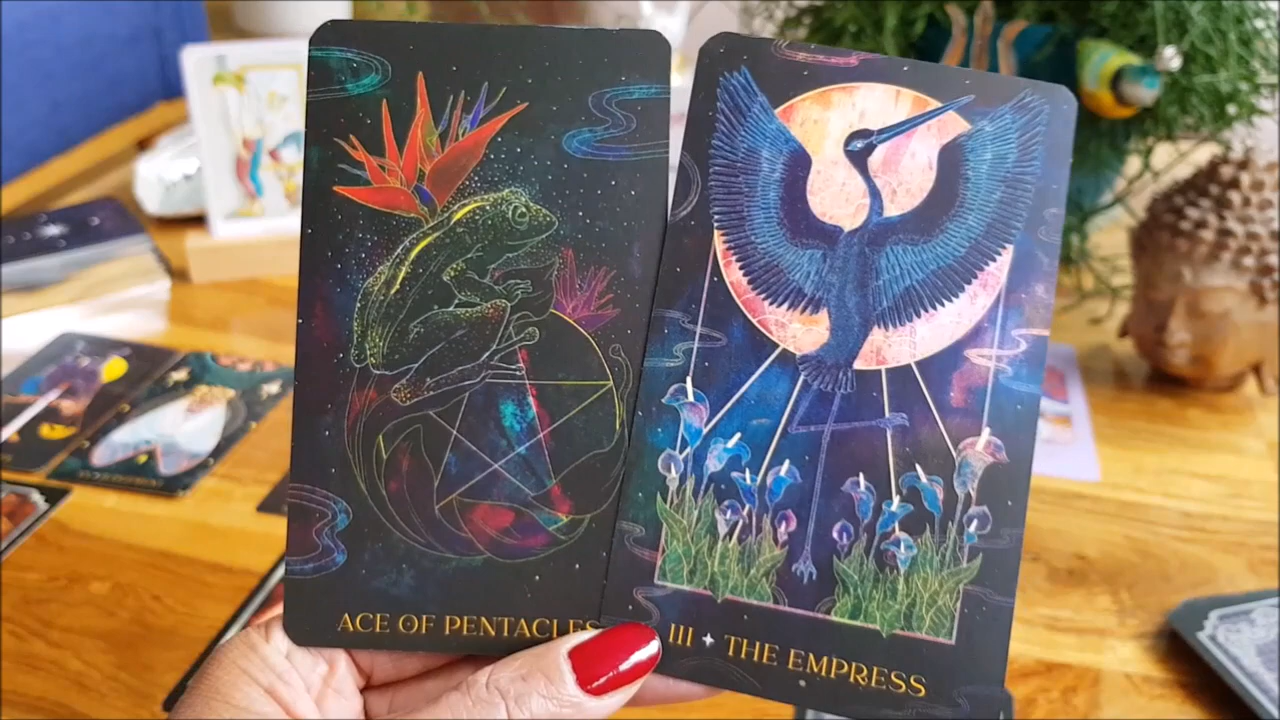 ACE OF PENTACLES
III ✦ THE EMPRESS